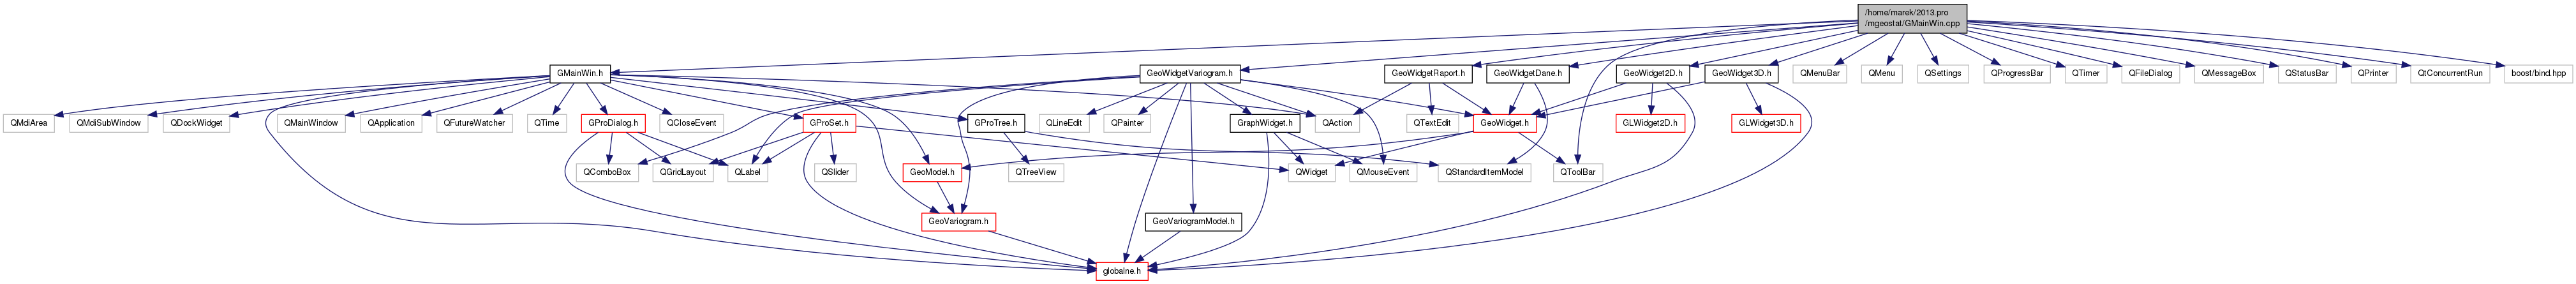 /home/marek/2013.pro
/mgeostat/GMainWin.cpp
GMainWin.h
GeoWidgetVariogram.h
GeoWidgetRaport.h
GeoWidgetDane.h
GeoWidget2D.h
GeoWidget3D.h
QMenuBar
QMenu
QSettings
QProgressBar
QTimer
QFileDialog
QMessageBox
QStatusBar
QPrinter
QtConcurrentRun
boost/bind.hpp
QMdiArea
QMdiSubWindow
QDockWidget
QMainWindow
QApplication
QFutureWatcher
QTime
GProDialog.h
QCloseEvent
GProSet.h
GProTree.h
QLineEdit
QPainter
GraphWidget.h
QAction
QTextEdit
GeoWidget.h
GLWidget2D.h
GLWidget3D.h
QComboBox
QGridLayout
QLabel
QSlider
GeoModel.h
QTreeView
QWidget
QMouseEvent
QStandardItemModel
QToolBar
GeoVariogram.h
GeoVariogramModel.h
globalne.h